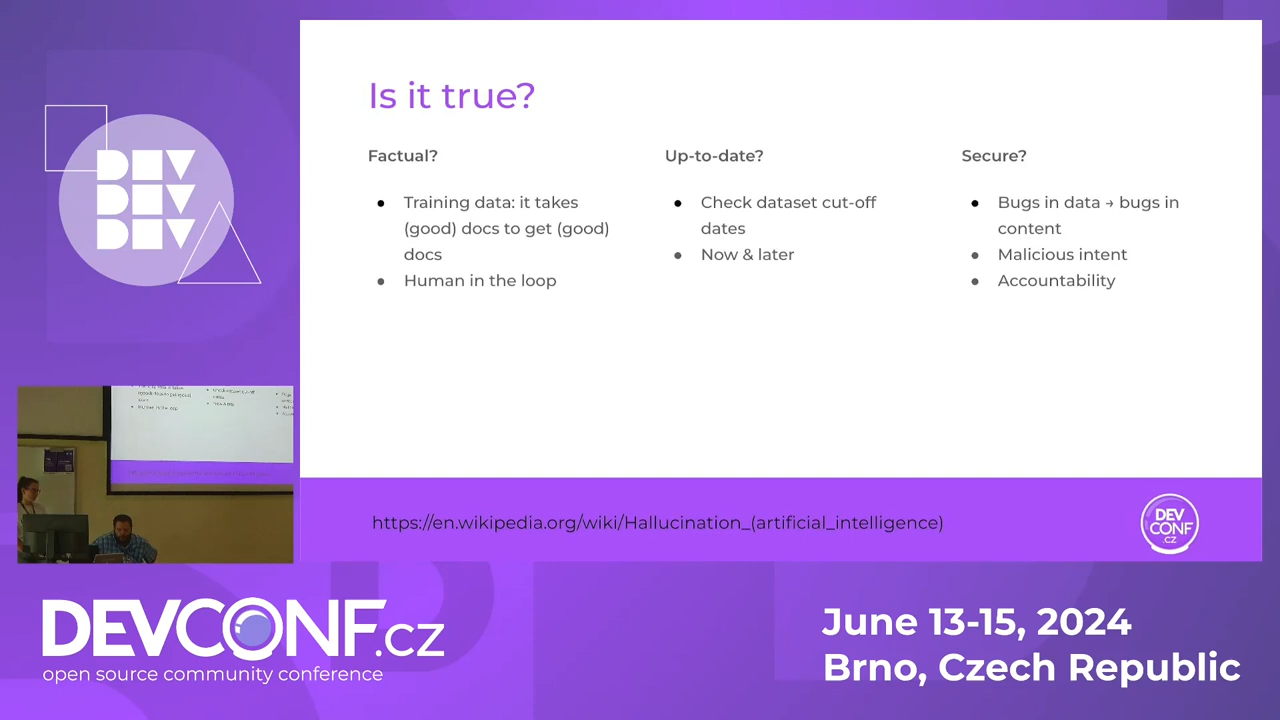 DEV
DEV
DEV
Is it true?
Factual?
● Training data: it takes
(good) docs to get (good)
docs
● Human in the loop
Up-to-date?
● Check dataset cut-off
dates
● Now & later
Secure?
● Bugs in data → bugs in
content
● Malicious intent
● Accountability
https://en.wikipedia.org/wiki/Hallucination_(artificial_intelligence)
DEV
CONF
.CZ
DEVCONF.cz
open source community conference
June 13-15, 2024
Brno, Czech Republic